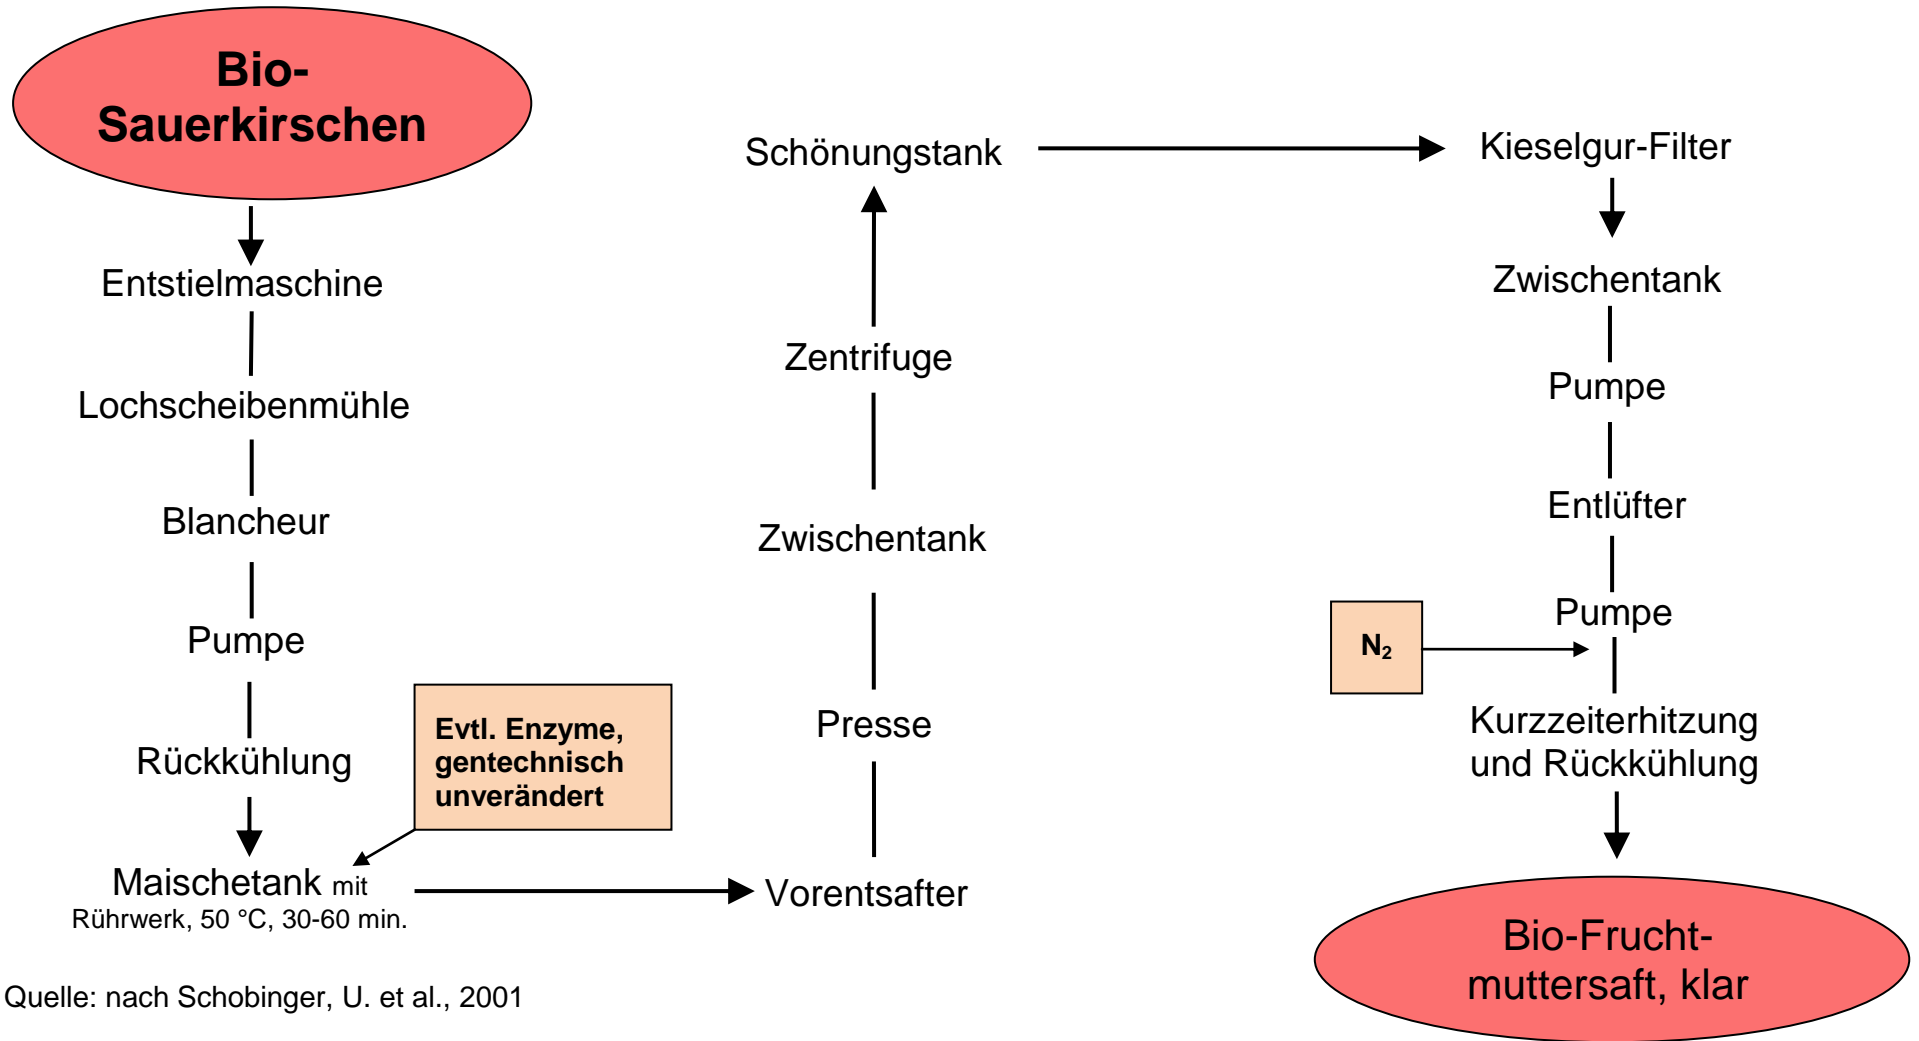 Bio-
Sauerkirschen
Entstielmaschine
Lochscheibenmühle
Blancheur
Pumpe
Rückkühlung
Evtl. Enzyme,
gentechnisch
unverändert
Maischetank mit
Rührwerk, 50 °C, 30-60 min.
Vorentsafter
Presse
Zwischentank
Zentrifuge
Schönungstank
Kieselgur-Filter
Zwischentank
Pumpe
Entlüfter
Pumpe
N₂
Kurzzeiterhitzung
und Rückkühlung
Bio-Frucht-
muttersaft, klar
Quelle: nach Schobinger, U. et al., 2001